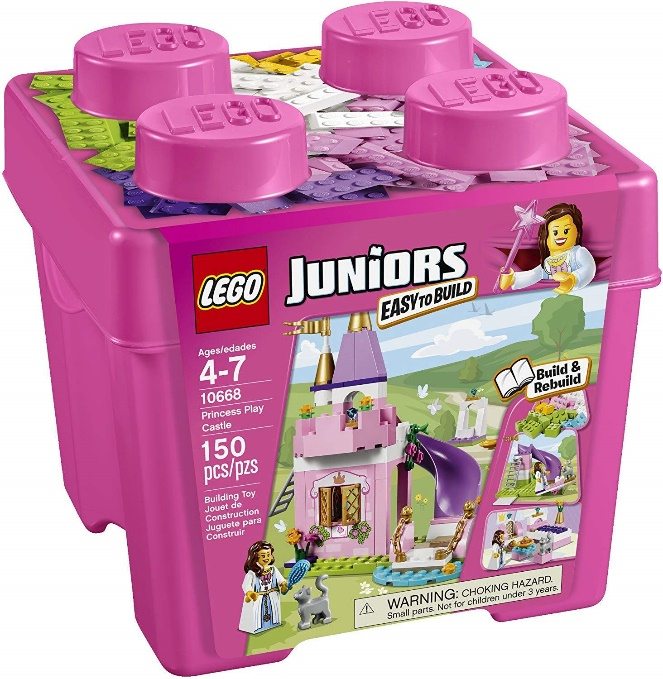 LEGO
LEGO
LEGO
LEGO
LEGO
JUNIORS
EASY TO BUILD
Ages/edades
4-7
10668
Princess Play
Castle
150
pcs/pzs
Building Toy
Jouet de
Construction
Juguete para
Construir
Build &
Rebuild
WARNING: CHOKING HAZARD.
Small parts. Not for children under 3 years.